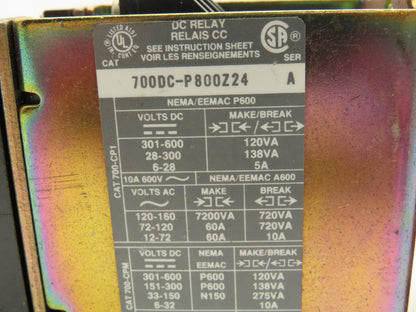 DC RELAY
RELAIS CC
SEE INSTRUCTION SHEET
VOIR LES RENSEIGNEMENTS
CAT SER
700DC-P800Z24 A
NEMA/EEMAC P600
CAT 700-CP1
VOLTS DC MAKE/BREAK
301-600 120VA
28-300 138VA
6-28 5A
10A 600V NEMA/EEMAC A600
VOLTS AC MAKE BREAK
120-160 7200VA 720VA
72-120 60A 720VA
12-72 60A 10A
CAT 700-CPM
VOLTS DC NEMA EEMAC MAKE/BREAK
301-600 P600 120VA
151-300 P600 138VA
33-150 N150 275VA
6-32 10A